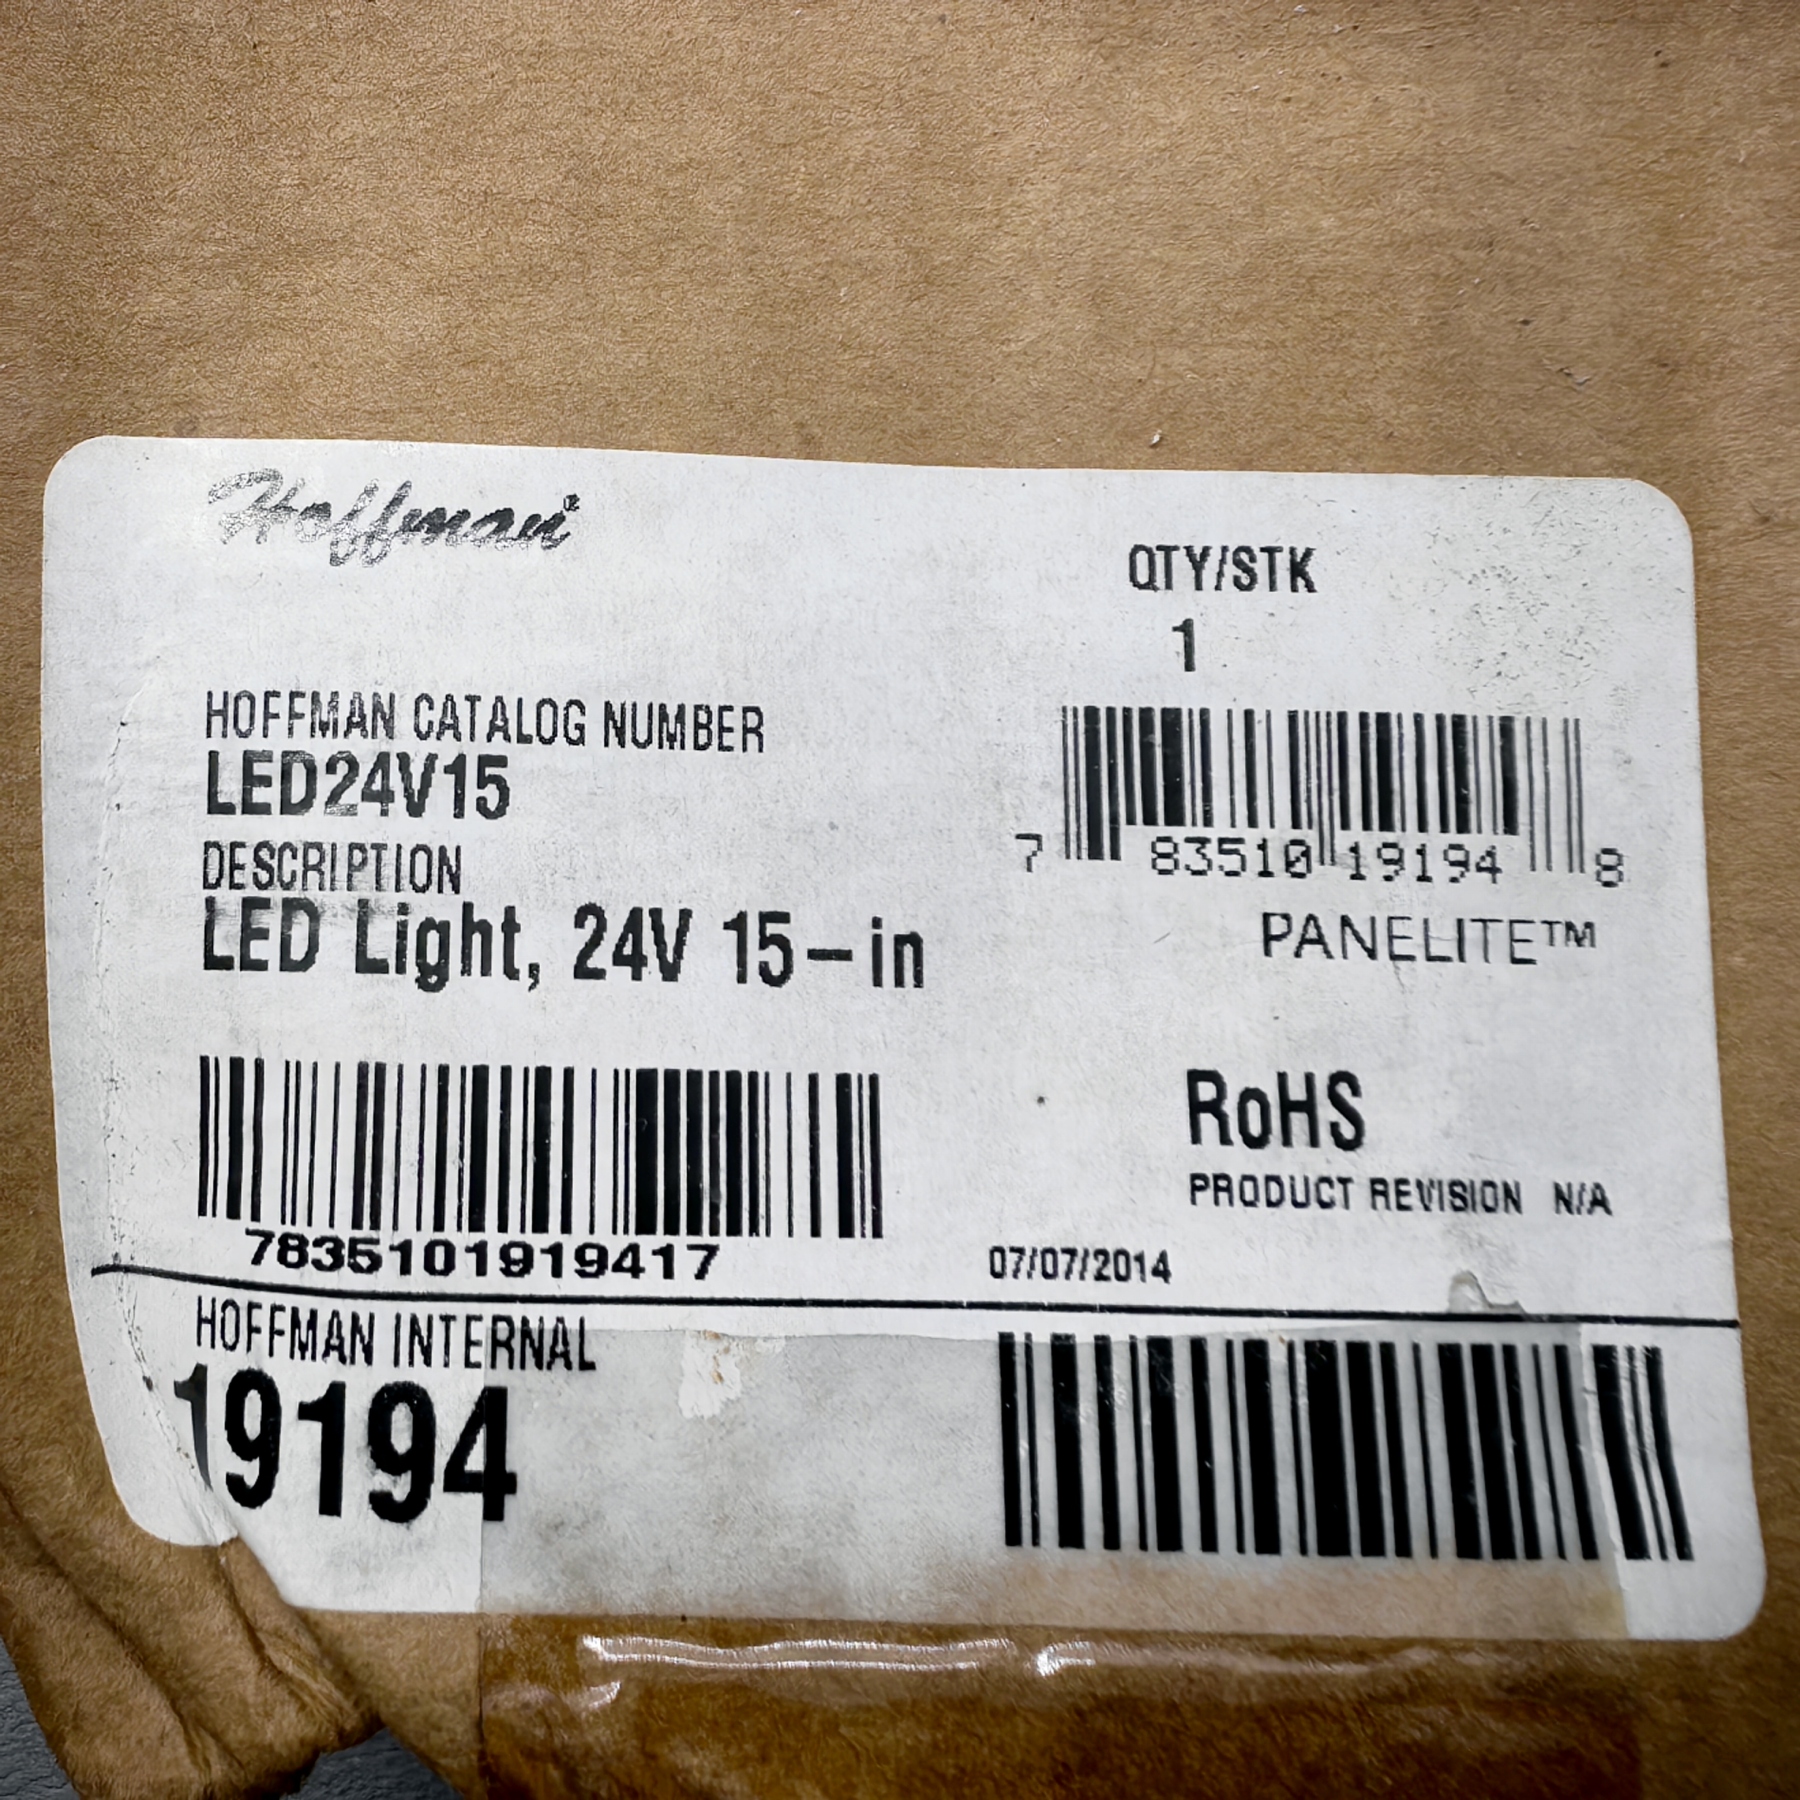 Hoffman
QTY/STK
1
HOFFMAN CATALOG NUMBER
LED24V15
DESCRIPTION
LED Light, 24V 15-in
7 83510 19194 8
PANELITE™
RoHS
PRODUCT REVISION N/A
7835101919417
07/07/2014
HOFFMAN INTERNAL
19194